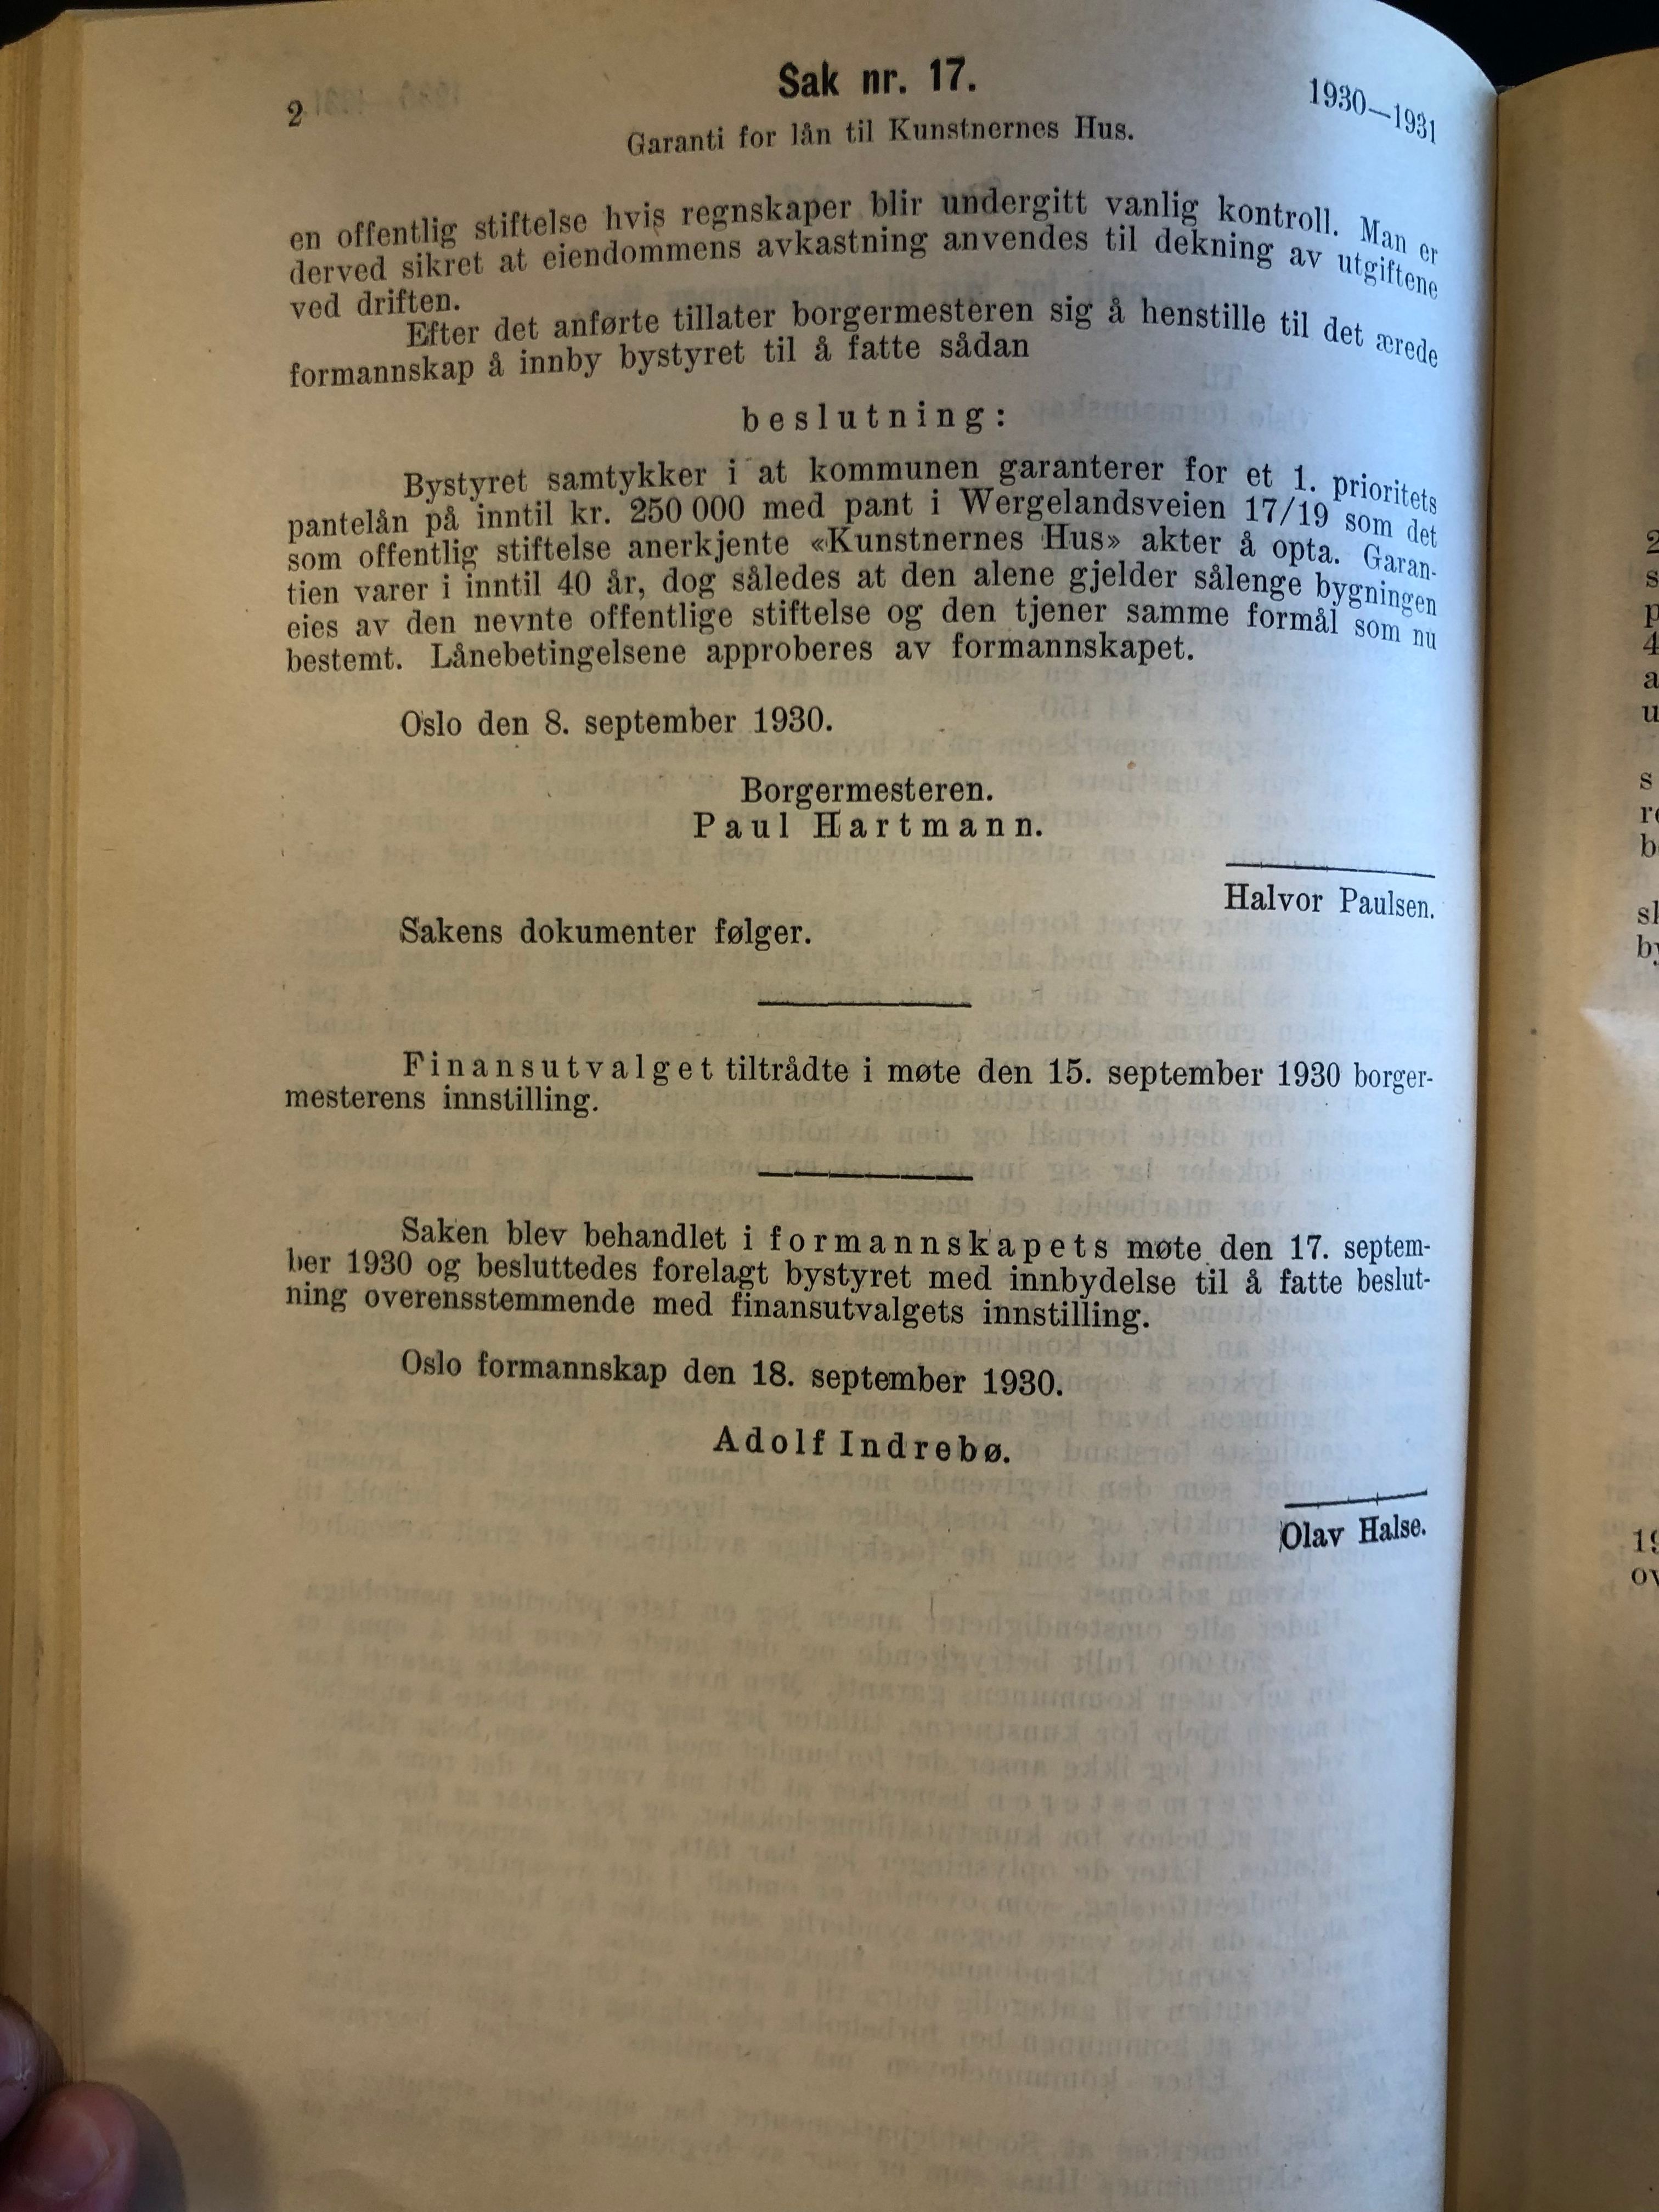 2
Sak nr. 17.
1930—1931
Garanti for lån til Kunstnernes Hus.
en offentlig stiftelse hvis regnskaper blir undergitt vanlig kontroll. Man er
derved sikret at eiendommens avkastning anvendes til dekning av utgiftene
ved driften.
Efter det anførte tillater borgermesteren sig å henstille til det ærede
formannskap å innby bystyret til å fatte sådan
beslutning:
Bystyret samtykker i at kommunen garanterer for et 1. prioritets
pantelån på inntil kr. 250 000 med pant i Wergelandsveien 17/19 som det
som offentlig stiftelse anerkjente «Kunstnernes Hus» akter å opta. Garan-
tien varer i inntil 40 år, dog således at den alene gjelder sålenge bygningen
eies av den nevnte offentlige stiftelse og den tjener samme formål som nu
bestemt. Lånebetingelsene approberes av formannskapet.
Oslo den 8. september 1930.
Borgermesteren.
Paul Hartmann.
Halvor Paulsen.
Sakens dokumenter følger.
Finansutvalget tiltrådte i møte den 15. september 1930 borger-
mesterens innstilling.
Saken blev behandlet i formannskapets møte den 17. septem-
ber 1930 og besluttedes forelagt bystyret med innbydelse til å fatte beslut-
ning overensstemmende med finansutvalgets innstilling.
Oslo formannskap den 18. september 1930.
Adolf Indrebø.
Olav Halse.